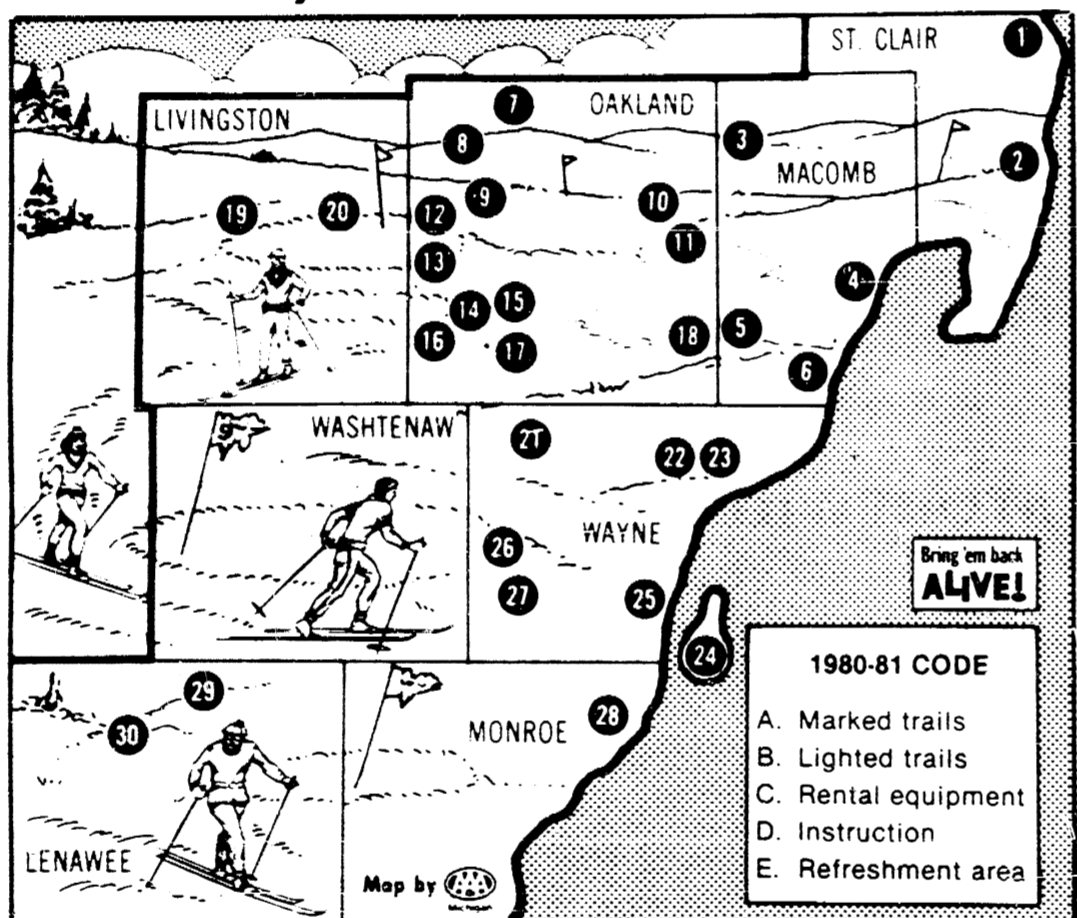 ST. CLAIR
1
LIVINGSTON
7
OAKLAND
8
3
MACOMB
2
9
10
19
20
12
11
13
4
14
15
16
17
18
5
6
WASHTENAW
21
22
23
WAYNE
26
27
25
24
Bring 'em back
ALIVE!
1980-81 CODE
A. Marked trails
B. Lighted trails
C. Rental equipment
D. Instruction
E. Refreshment area
29
30
28
MONROE
LENAWEE
Map by
Michigan